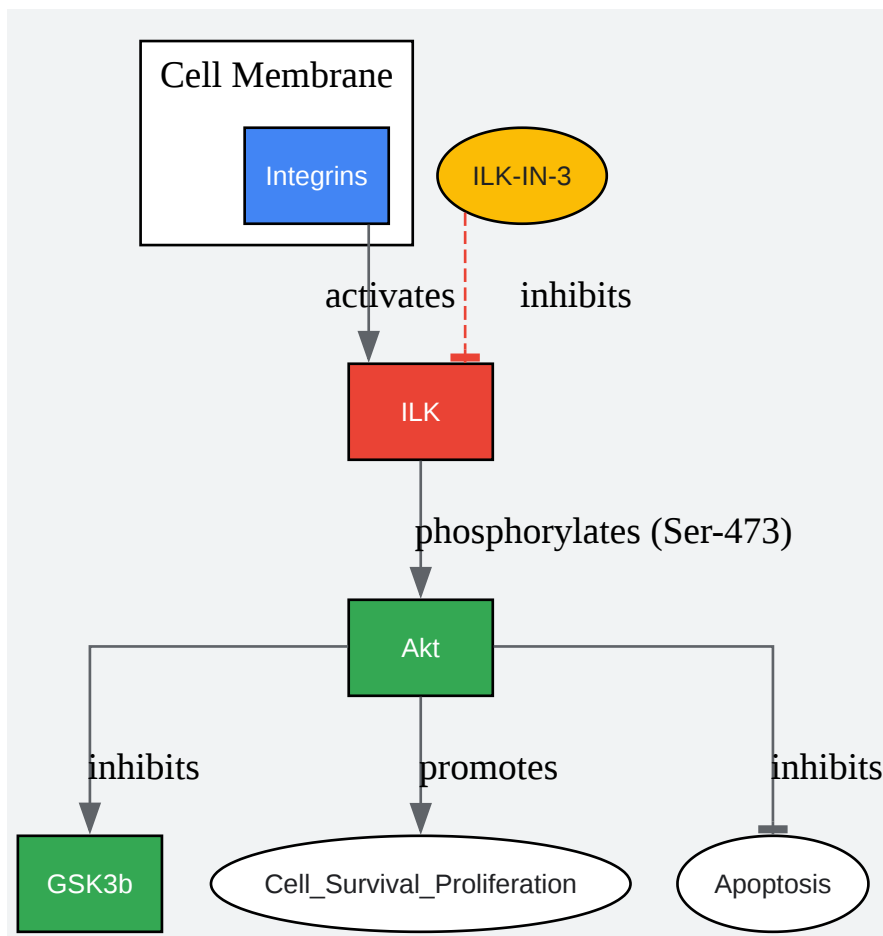 Cell Membrane
Integrins
ILK-IN-3
activates
inhibits
ILK
phosphorylates (Ser-473)
Akt
inhibits
promotes
inhibits
GSK3b
Cell_Survival_Proliferation
Apoptosis